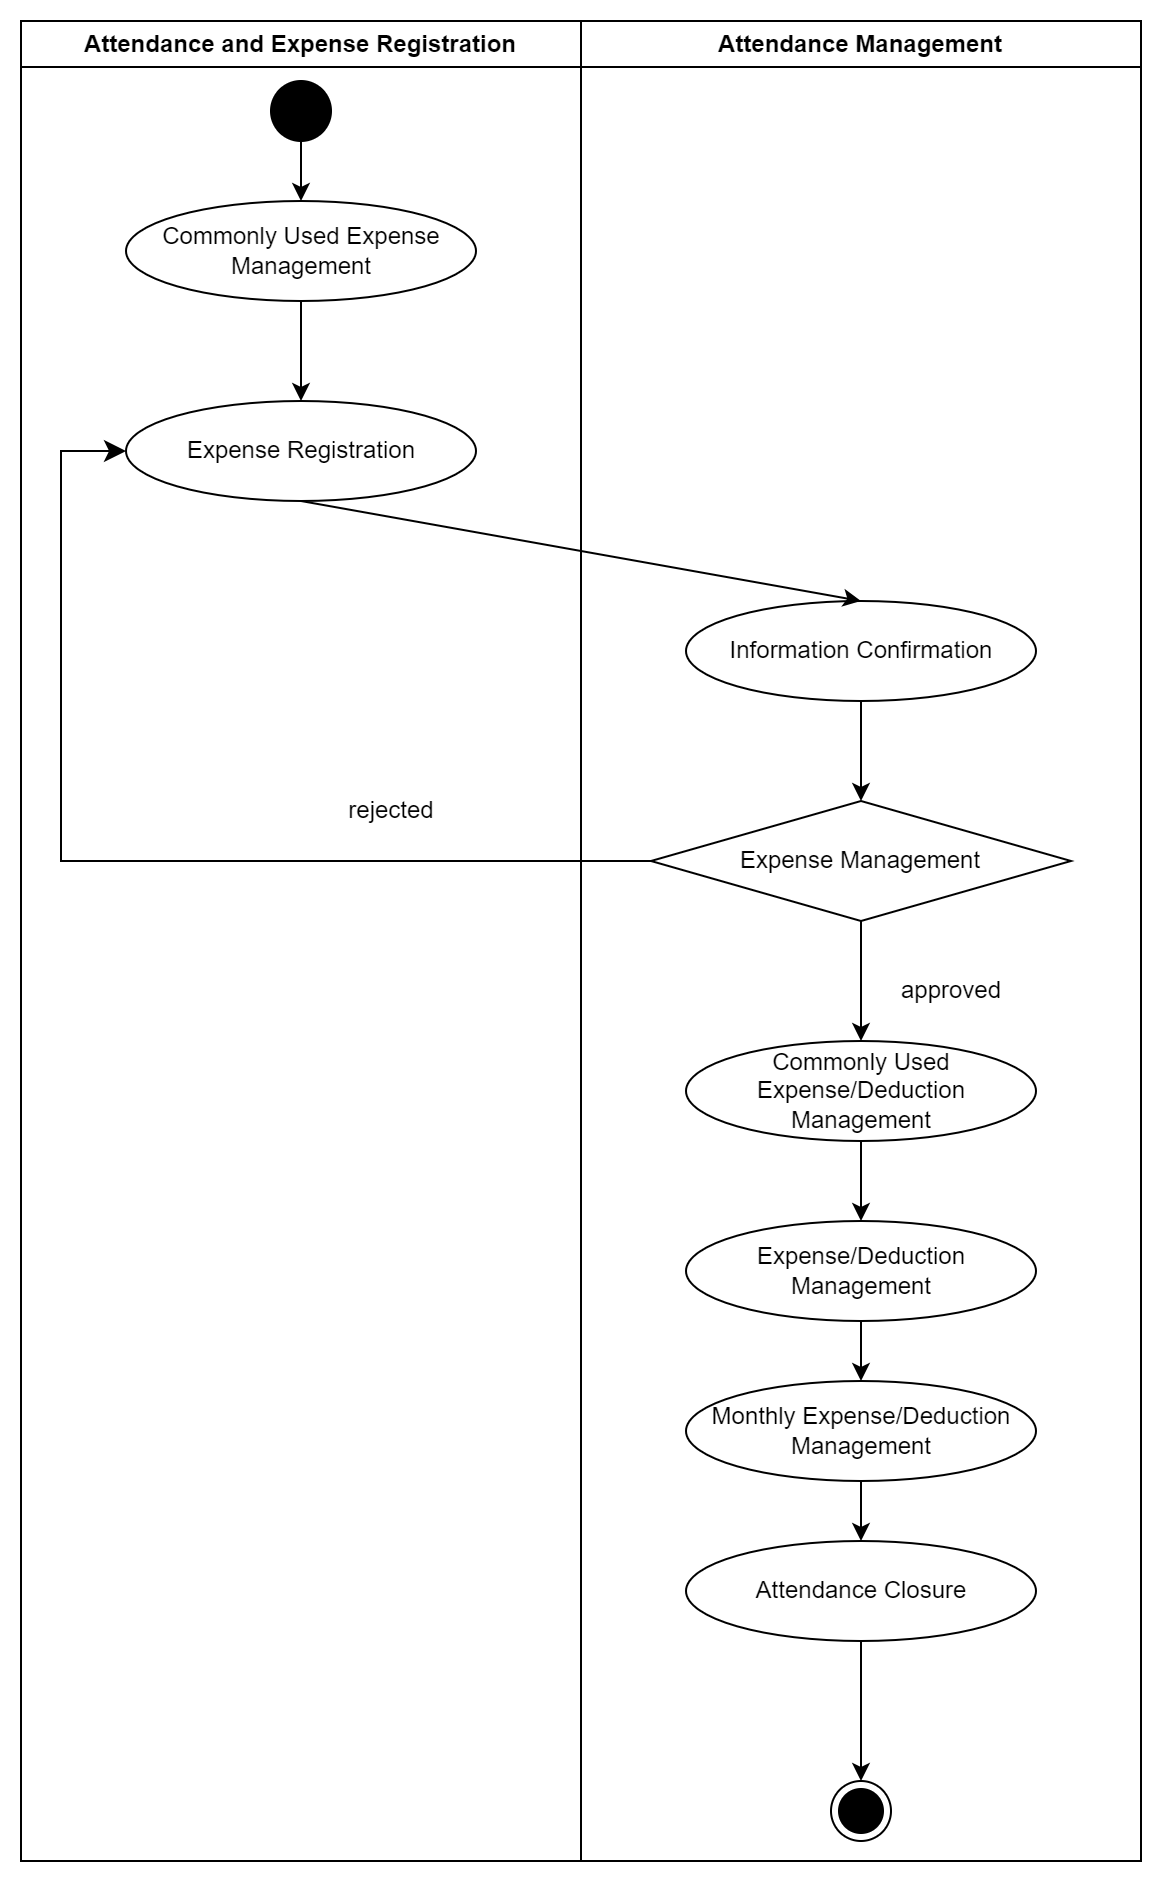 Attendance and Expense Registration
Attendance Management
Commonly Used Expense
Management
Expense Registration
Information Confirmation
rejected
Expense Management
approved
Commonly Used
Expense/Deduction
Management
Expense/Deduction
Management
Monthly Expense/Deduction
Management
Attendance Closure